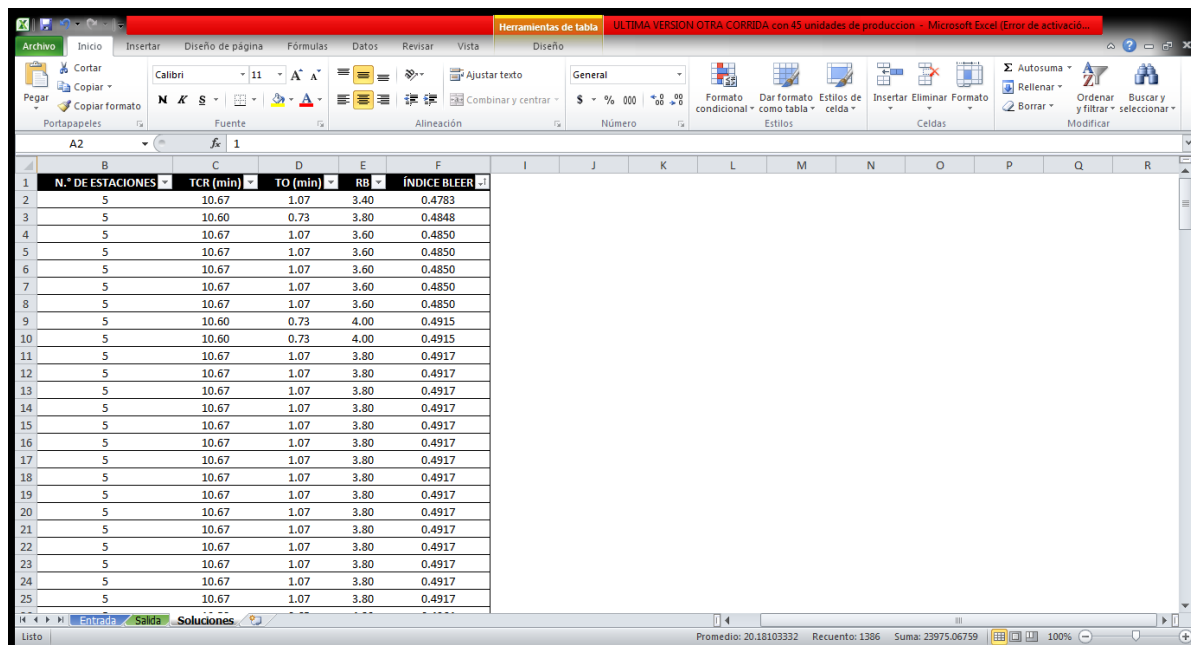 Herramientas de tabla ULTIMA VERSION OTRA CORRIDA con 45 unidades de produccion - Microsoft Excel (Error de activació...
Archivo Inicio Insertar Diseño de página Fórmulas Datos Revisar Vista Diseño
Pegar
Cortar
Copiar
Copiar formato
Portapapeles
Calibri 11
N K S
Fuente
Ajustar texto
Combinar y centrar
Alineación
General
$ % 000
Número
Formato condicional
Dar formato como tabla
Estilos de celda
Estilos
Insertar Eliminar Formato
Celdas
Σ Autosuma
Rellenar
Borrar
Ordenar y filtrar
Buscar y seleccionar
Modificar
A2 fx 1
B C D E F I J K L M N O P Q R
1 N.° DE ESTACIONES TCR (min) TO (min) RB ÍNDICE BLEER
2 5 10.67 1.07 3.40 0.4783
3 5 10.60 0.73 3.80 0.4848
4 5 10.67 1.07 3.60 0.4850
5 5 10.67 1.07 3.60 0.4850
6 5 10.67 1.07 3.60 0.4850
7 5 10.67 1.07 3.60 0.4850
8 5 10.67 1.07 3.60 0.4850
9 5 10.60 0.73 4.00 0.4915
10 5 10.60 0.73 4.00 0.4915
11 5 10.67 1.07 3.80 0.4917
12 5 10.67 1.07 3.80 0.4917
13 5 10.67 1.07 3.80 0.4917
14 5 10.67 1.07 3.80 0.4917
15 5 10.67 1.07 3.80 0.4917
16 5 10.67 1.07 3.80 0.4917
17 5 10.67 1.07 3.80 0.4917
18 5 10.67 1.07 3.80 0.4917
19 5 10.67 1.07 3.80 0.4917
20 5 10.67 1.07 3.80 0.4917
21 5 10.67 1.07 3.80 0.4917
22 5 10.67 1.07 3.80 0.4917
23 5 10.67 1.07 3.80 0.4917
24 5 10.67 1.07 3.80 0.4917
25 5 10.67 1.07 3.80 0.4917
Entrada Salida Soluciones
Listo Promedio: 20.18103332 Recuento: 1386 Suma: 23975.06759 100%